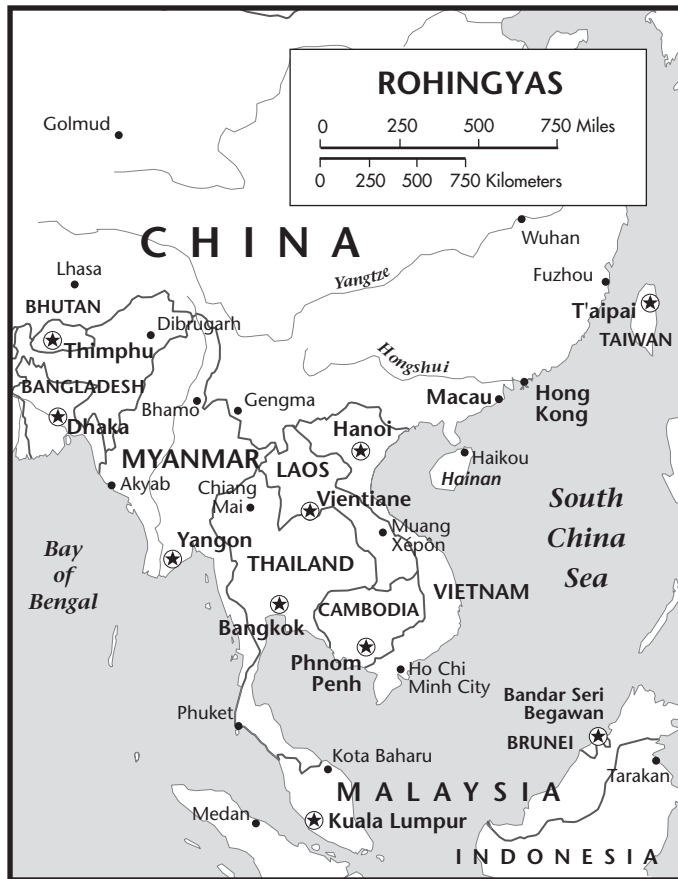 ROHINGYAS
0 250 500 750 Miles
0 250 500 750 Kilometers
Golmud
CHINA
Wuhan
Yangtze
Lhasa
Fuzhou
BHUTAN
T'aipai
TAIWAN
Dibrugarh
Thimphu
Hongshui
BANGLADESH
Macau
Hong
Kong
Bhamo
Gengma
Dhaka
Hanoi
MYANMAR
LAOS
Haikou
Hainan
Akyab
Chiang
Mai
Vientiane
South
China
Sea
Muang
Xépôn
Bay
of
Bengal
Yangon
THAILAND
VIETNAM
CAMBODIA
Bangkok
Phnom
Penh
Ho Chi
Minh City
Bandar Seri
Begawan
Phuket
BRUNEI
Kota Baharu
Tarakan
MALAYSIA
Medan
Kuala Lumpur
INDONESIA